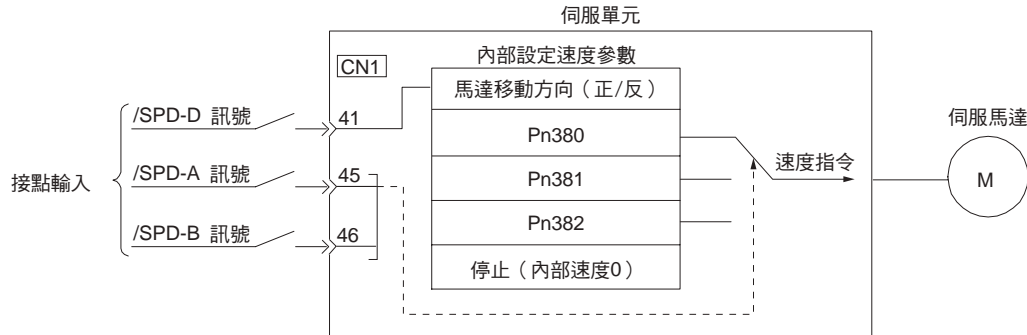 伺服單元
CN1
內部設定速度參數
馬達移動方向（正/反）
Pn380
Pn381
Pn382
停止（內部速度0）
接點輸入
/SPD-D 訊號
41
/SPD-A 訊號
45
/SPD-B 訊號
46
速度指令
伺服馬達
M